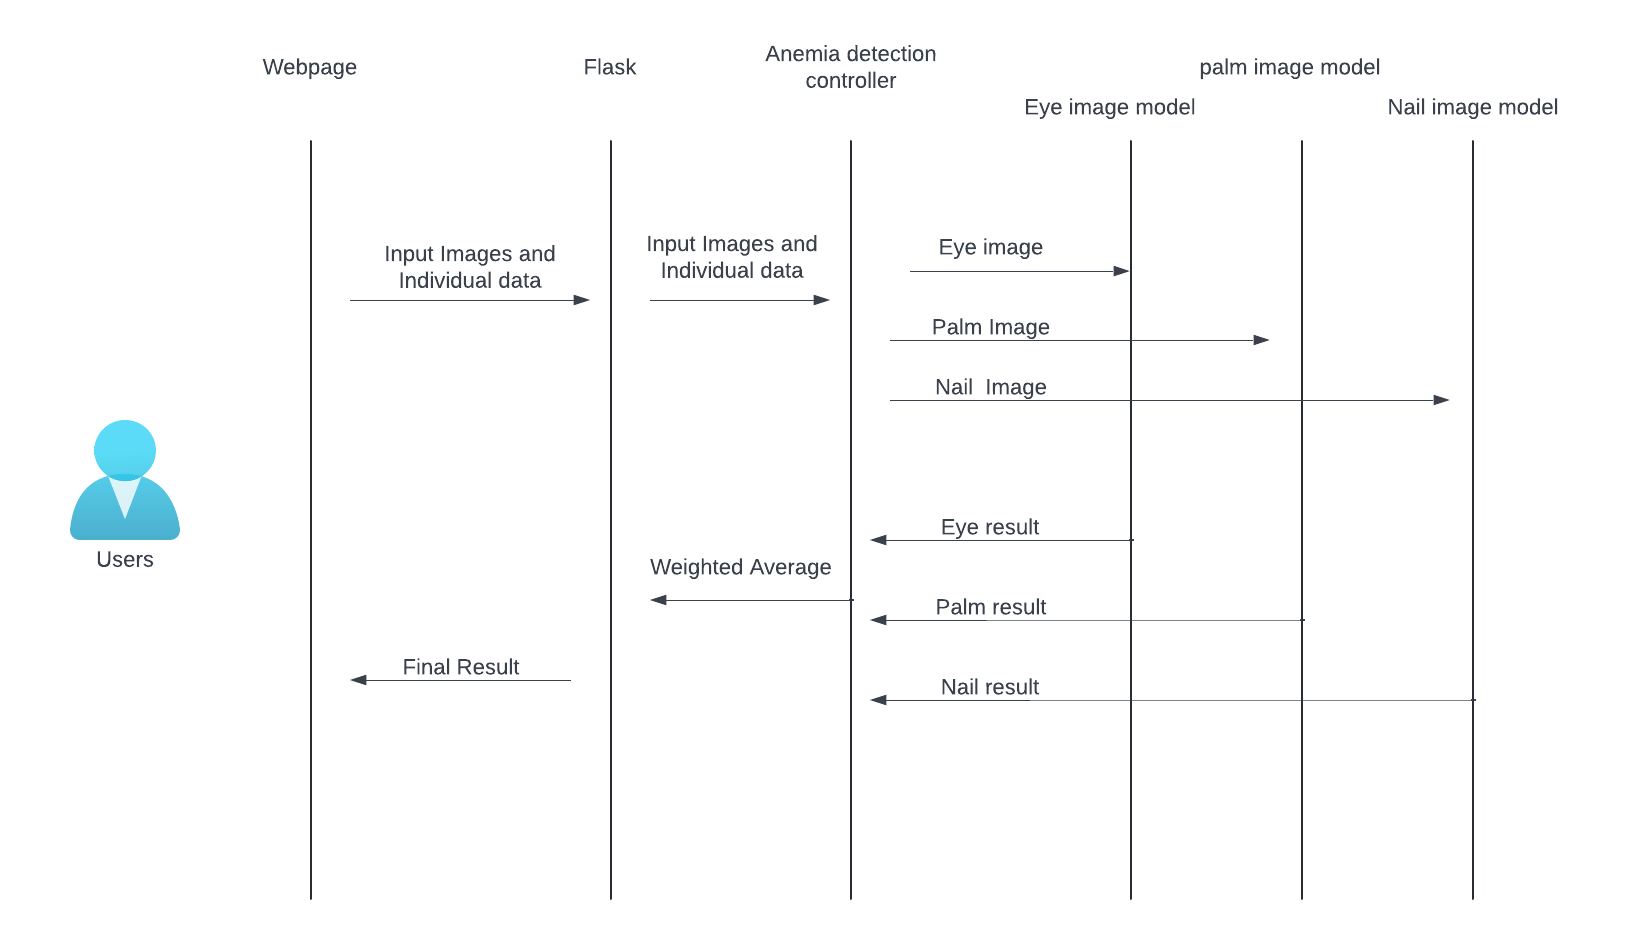 Webpage
Flask
Anemia detection
controller
palm image model
Eye image model
Nail image model
Input Images and
Individual data
Input Images and
Individual data
Eye image
Palm Image
Nail  Image
Users
Eye result
Weighted Average
Palm result
Final Result
Nail result